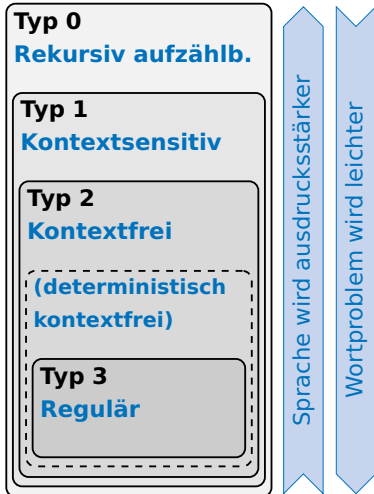 Typ 0
Rekursiv aufzählb.
Typ 1
Kontextsensitiv
Typ 2
Kontextfrei
(deterministisch
kontextfrei)
Typ 3
Regulär
Sprache wird ausdrucksstärker
Wortproblem wird leichter